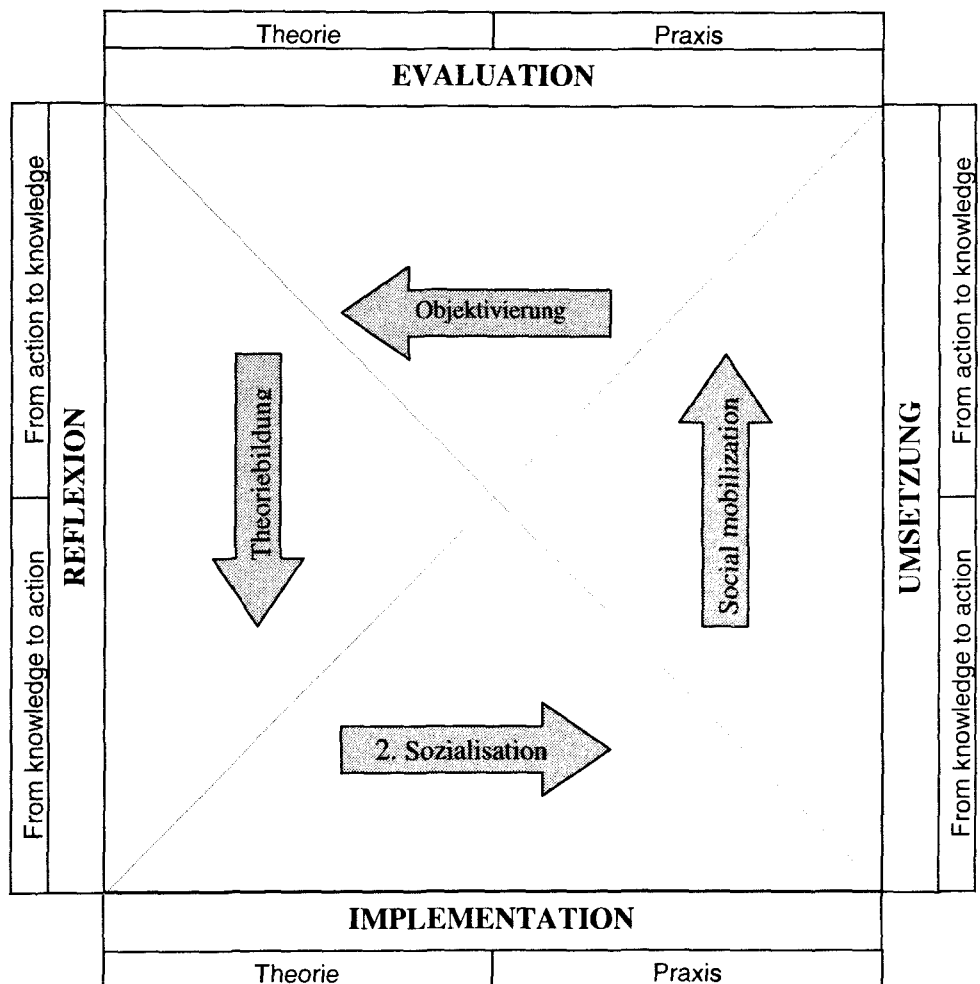 Theorie
Praxis
EVALUATION
From action to knowledge
From knowledge to action
REFLEXION
Objektivierung
Theoriebildung
Social mobilization
2. Sozialisation
UMSETZUNG
From action to knowledge
From knowledge to action
IMPLEMENTATION
Theorie
Praxis